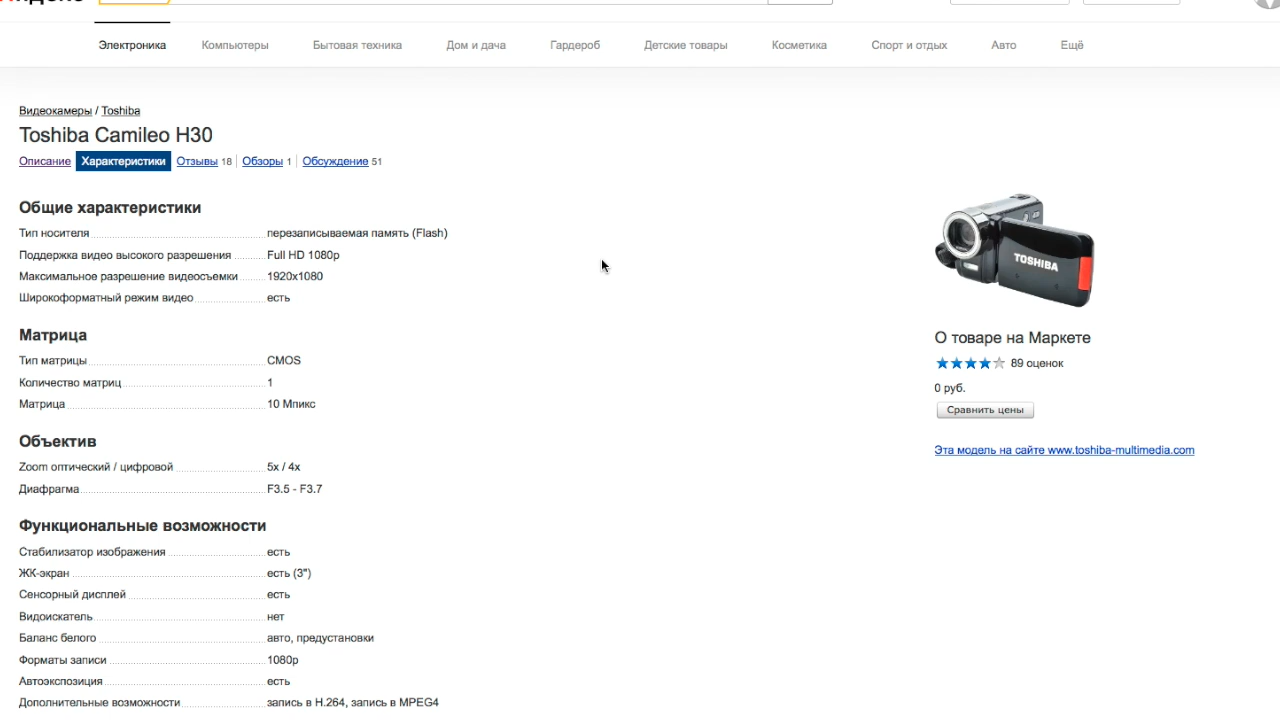 Электроника Компьютеры Бытовая техника Дом и дача Гардероб Детские товары Косметика Спорт и отдых Авто Ещё
Видеокамеры / Toshiba
Toshiba Camileo H30
Описание Характеристики Отзывы 18 Обзоры 1 Обсуждение 51
Общие характеристики
Тип носителя перезаписываемая память (Flash)
Поддержка видео высокого разрешения Full HD 1080p
Максимальное разрешение видеосъемки 1920x1080
Широкоформатный режим видео есть
Матрица
Тип матрицы CMOS
Количество матриц 1
Матрица 10 Мпикс
Объектив
Zoom оптический / цифровой 5x / 4x
Диафрагма F3.5 - F3.7
Функциональные возможности
Стабилизатор изображения есть
ЖК-экран есть (3")
Сенсорный дисплей есть
Видоискатель нет
Баланс белого авто, предустановки
Форматы записи 1080p
Автоэкспозиция есть
Дополнительные возможности запись в H.264, запись в MPEG4
TOSHIBA
О товаре на Маркете
89 оценок
0 руб.
Сравнить цены
Эта модель на сайте www.toshiba-multimedia.com